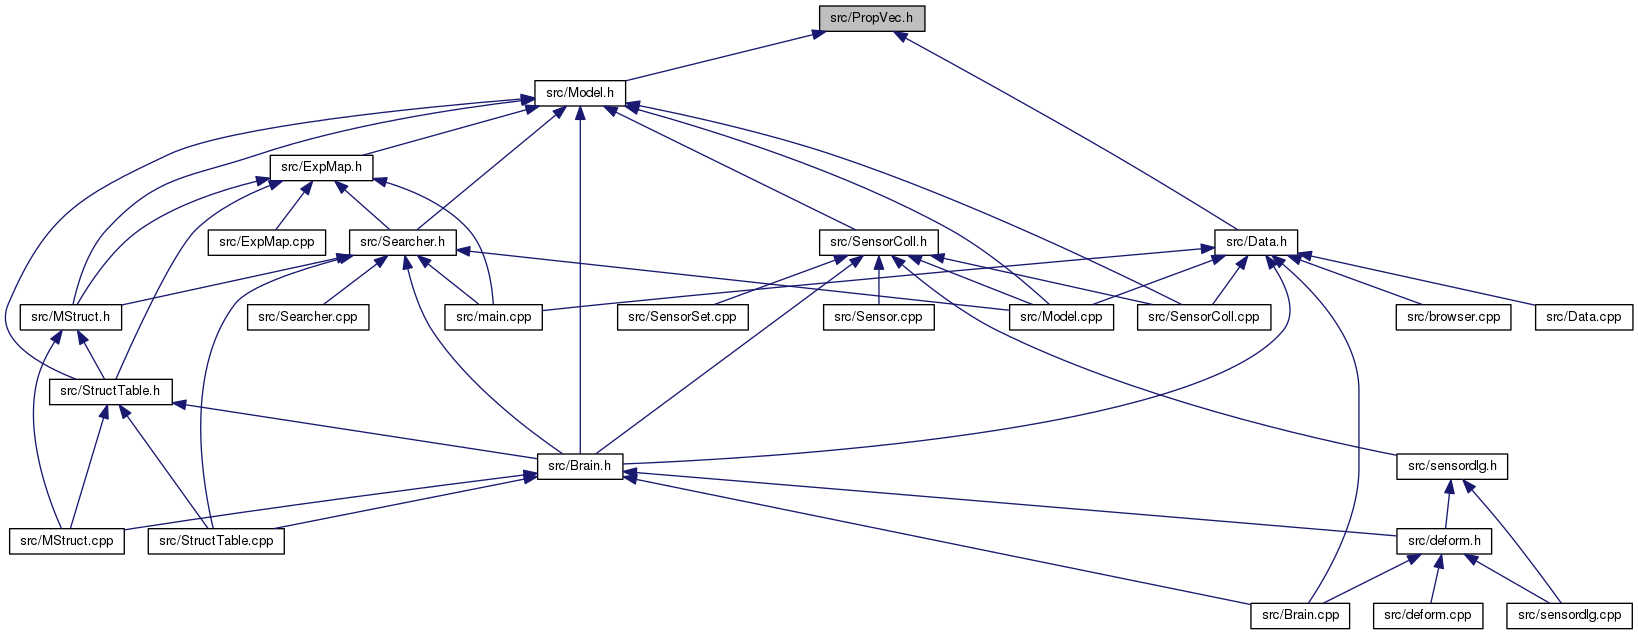 src/PropVec.h
src/Model.h
src/ExpMap.h
src/ExpMap.cpp
src/Searcher.h
src/SensorColl.h
src/Data.h
src/MStruct.h
src/Searcher.cpp
src/main.cpp
src/SensorSet.cpp
src/Sensor.cpp
src/Model.cpp
src/SensorColl.cpp
src/browser.cpp
src/Data.cpp
src/StructTable.h
src/Brain.h
src/sensordlg.h
src/MStruct.cpp
src/StructTable.cpp
src/deform.h
src/Brain.cpp
src/deform.cpp
src/sensordlg.cpp